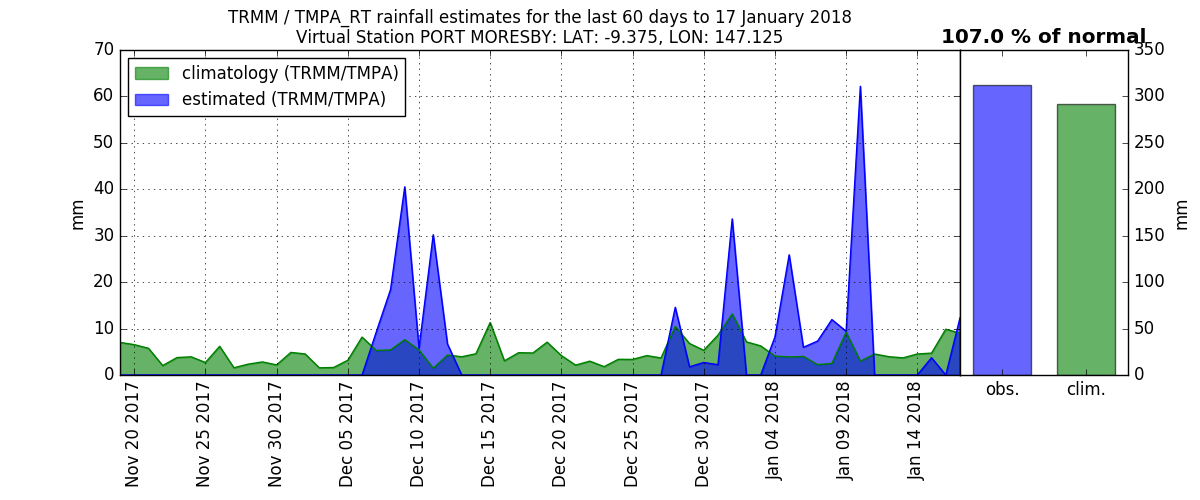 TRMM / TMPA_RT rainfall estimates for the last 60 days to 17 January 2018
Virtual Station PORT MORESBY: LAT: -9.375, LON: 147.125
107.0 % of normal
climatology (TRMM/TMPA)
estimated (TRMM/TMPA)
70
60
50
40
30
20
10
0
mm
350
300
250
200
150
100
50
0
mm
Nov 20 2017
Nov 25 2017
Nov 30 2017
Dec 05 2017
Dec 10 2017
Dec 15 2017
Dec 20 2017
Dec 25 2017
Dec 30 2017
Jan 04 2018
Jan 09 2018
Jan 14 2018
obs.
clim.